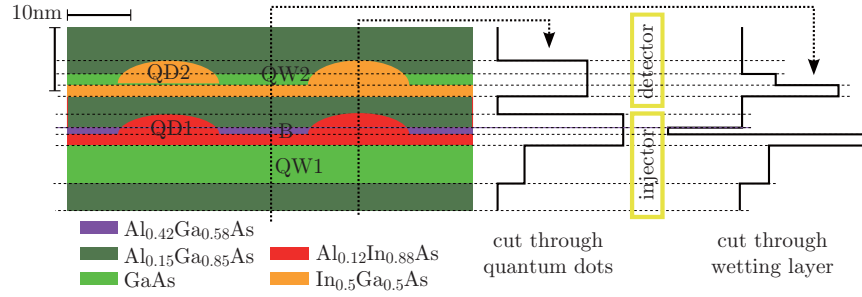 10nm
QD2
QW2
QD1
B
QW1
detector
injector
Al0.42Ga0.58As
Al0.15Ga0.85As
GaAs
Al0.12In0.88As
In0.5Ga0.5As
cut through
quantum dots
cut through
wetting layer